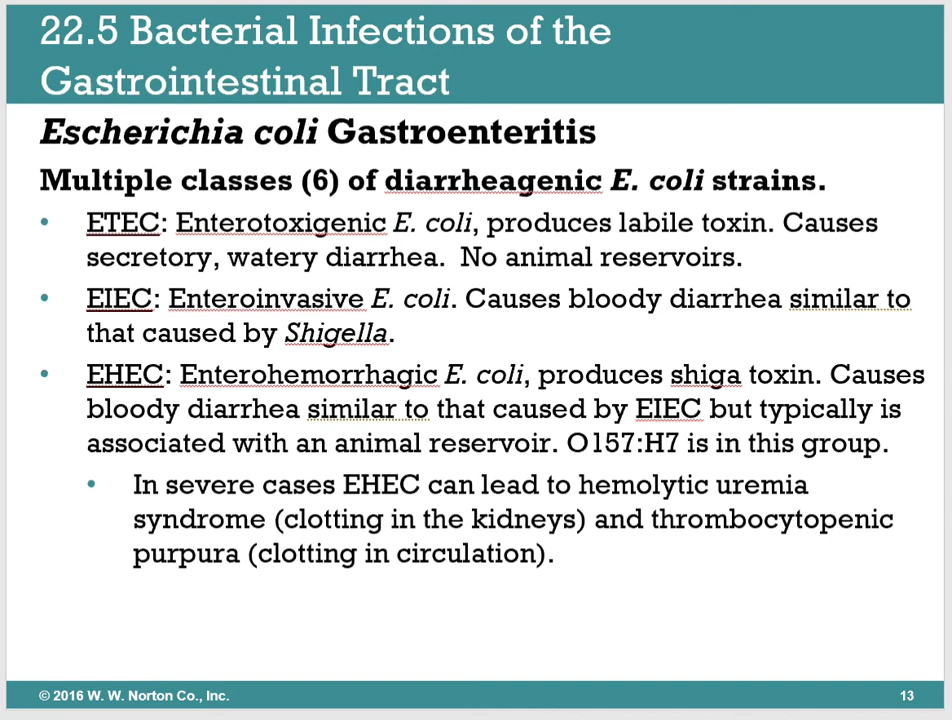 22.5 Bacterial Infections of the
Gastrointestinal Tract
Escherichia coli Gastroenteritis
Multiple classes (6) of diarrheagenic E. coli strains.
• ETEC: Enterotoxigenic E. coli, produces labile toxin. Causes
secretory, watery diarrhea.  No animal reservoirs.
• EIEC: Enteroinvasive E. coli. Causes bloody diarrhea similar to
that caused by Shigella.
• EHEC: Enterohemorrhagic E. coli, produces shiga toxin. Causes
bloody diarrhea similar to that caused by EIEC but typically is
associated with an animal reservoir. O157:H7 is in this group.
• In severe cases EHEC can lead to hemolytic uremia
syndrome (clotting in the kidneys) and thrombocytopenic
purpura (clotting in circulation).
© 2016 W. W. Norton Co., Inc.
13